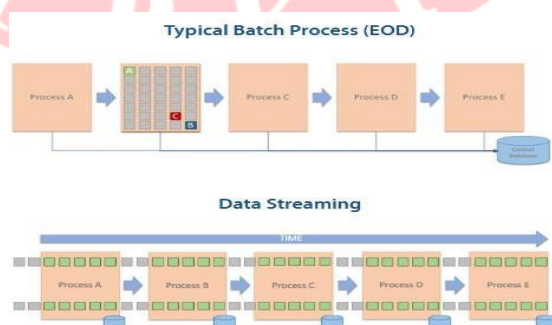 Typical Batch Process (EOD)
Process A
A
C
B
Process C
Process D
Process E
Central
Database
Data Streaming
TIME
Process A
Process B
Process C
Process D
Process E